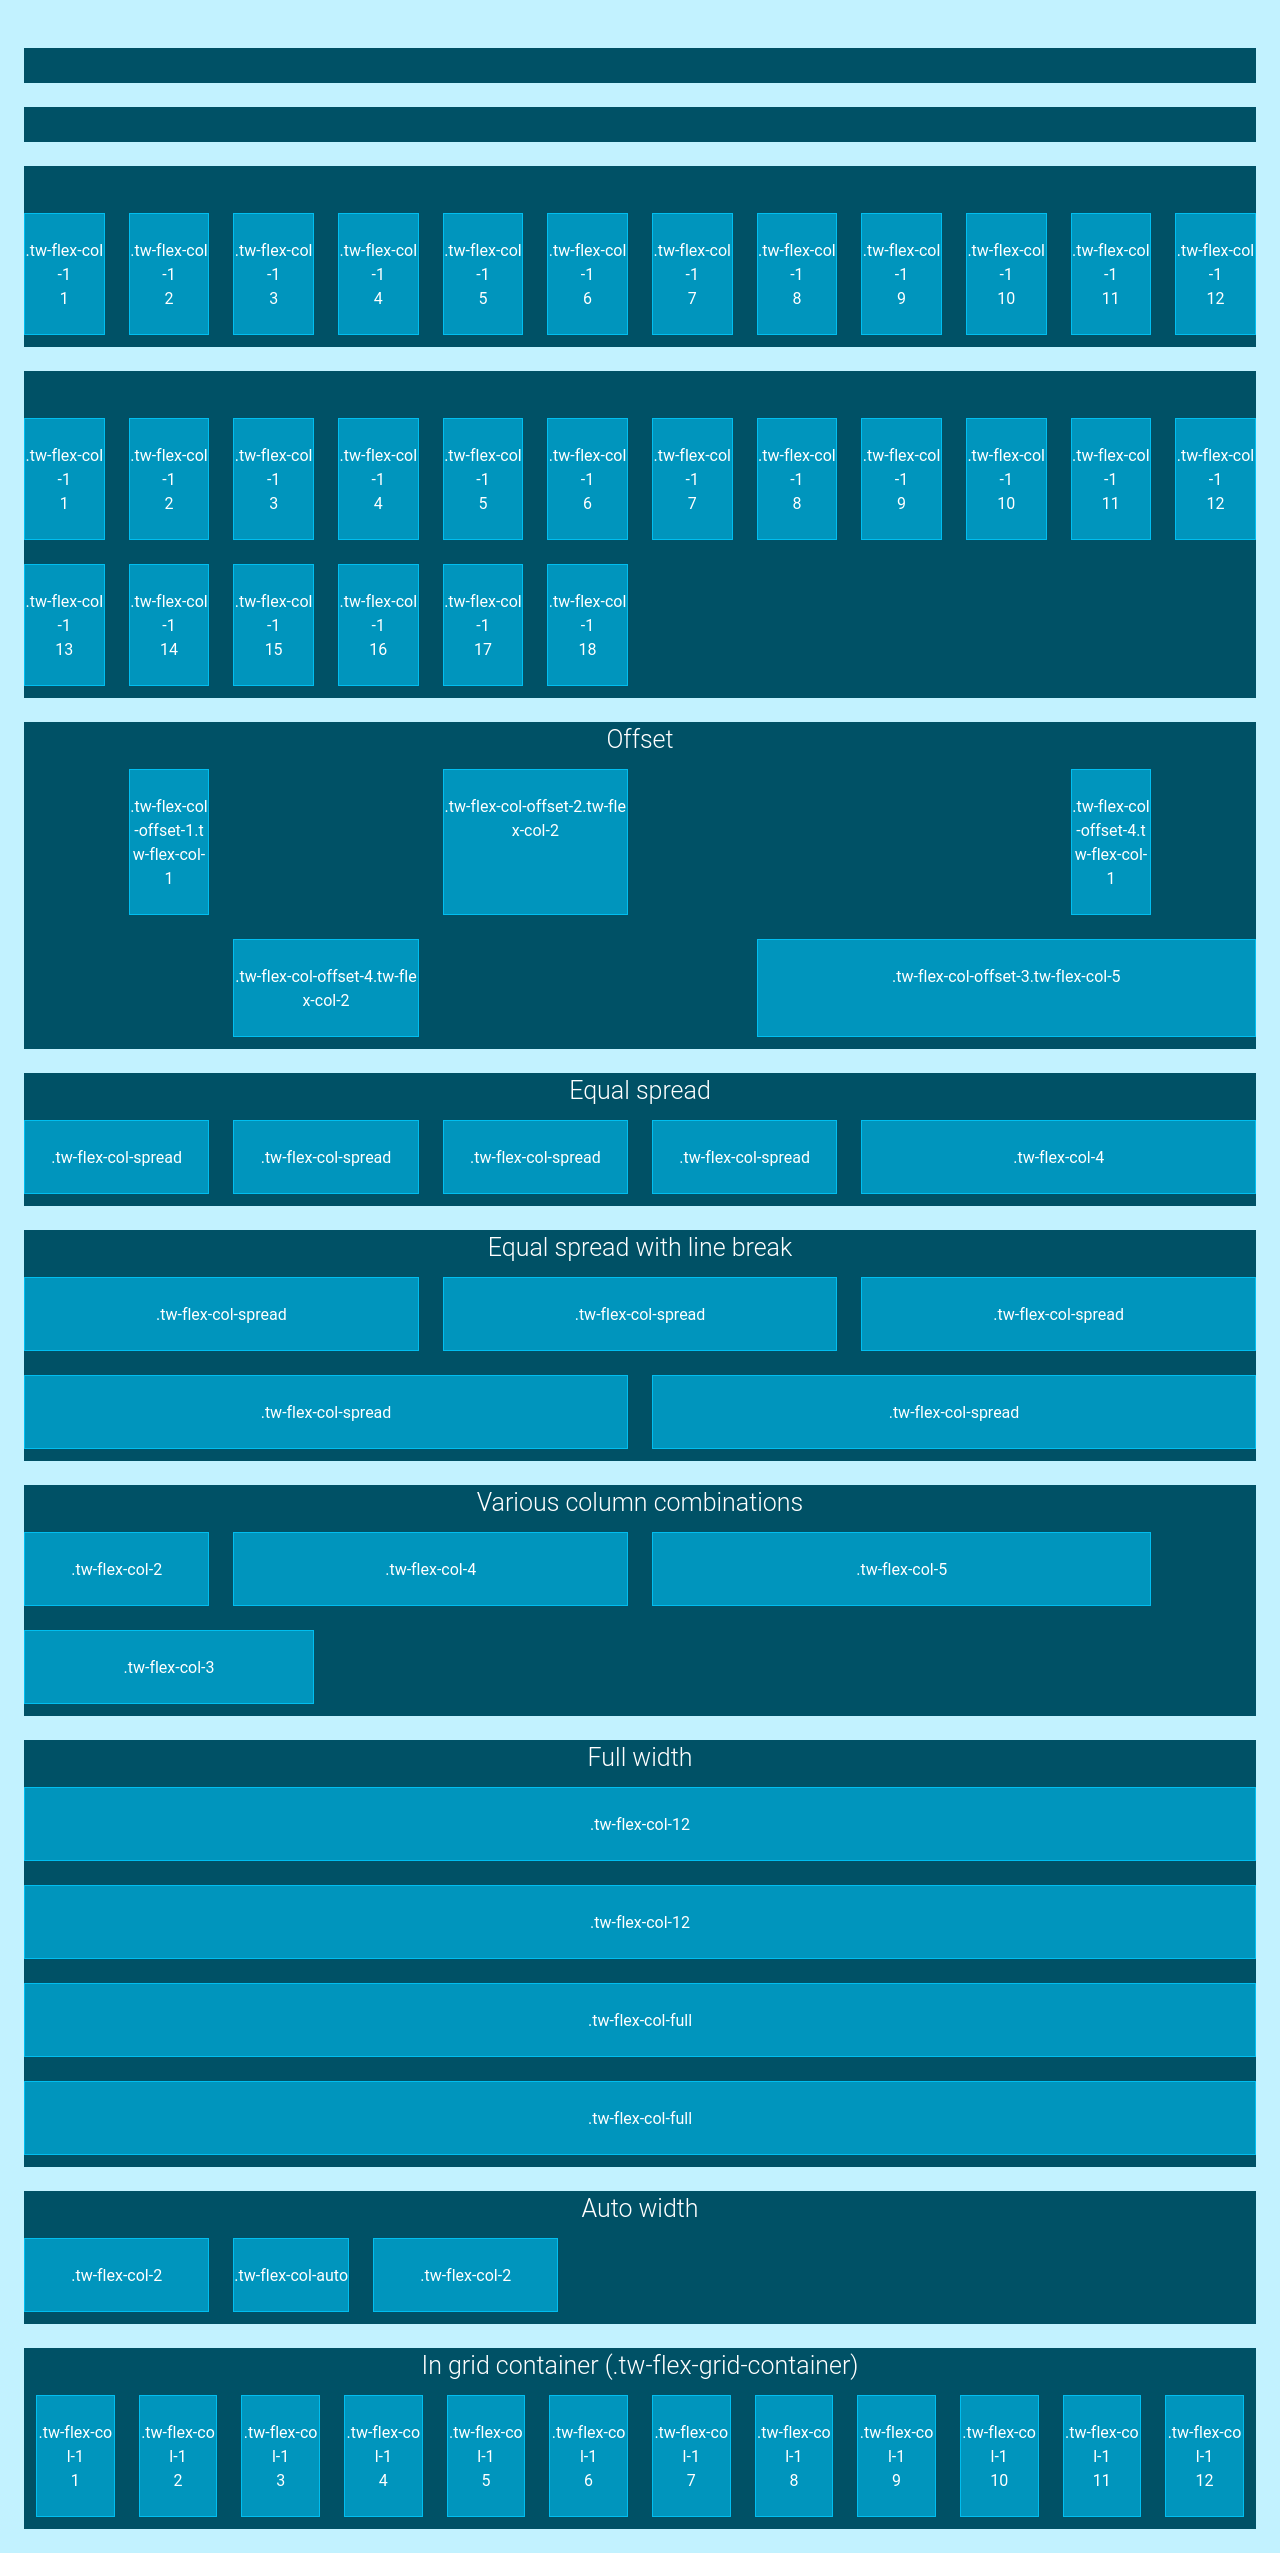 .tw-flex-col .tw-flex-col .tw-flex-col .tw-flex-col .tw-flex-col .tw-flex-col .tw-flex-col .tw-flex-col .tw-flex-col .tw-flex-col .tw-flex-col .tw-flex-col
-1 -1 -1 -1 -1 -1 -1 -1 -1 -1 -1 -1
1 2 3 4 5 6 7 8 9 10 11 12
.tw-flex-col .tw-flex-col .tw-flex-col .tw-flex-col .tw-flex-col .tw-flex-col .tw-flex-col .tw-flex-col .tw-flex-col .tw-flex-col .tw-flex-col .tw-flex-col
-1 -1 -1 -1 -1 -1 -1 -1 -1 -1 -1 -1
1 2 3 4 5 6 7 8 9 10 11 12
.tw-flex-col .tw-flex-col .tw-flex-col .tw-flex-col .tw-flex-col .tw-flex-col
-1 -1 -1 -1 -1 -1
13 14 15 16 17 18
Offset
.tw-flex-col .tw-flex-col-offset-2.tw-fle .tw-flex-col
-offset-1.t x-col-2 -offset-4.t
w-flex-col- w-flex-col-
1 1
.tw-flex-col-offset-4.tw-fle .tw-flex-col-offset-3.tw-flex-col-5
x-col-2
Equal spread
.tw-flex-col-spread .tw-flex-col-spread .tw-flex-col-spread .tw-flex-col-spread .tw-flex-col-4
Equal spread with line break
.tw-flex-col-spread .tw-flex-col-spread .tw-flex-col-spread
.tw-flex-col-spread .tw-flex-col-spread
Various column combinations
.tw-flex-col-2 .tw-flex-col-4 .tw-flex-col-5
.tw-flex-col-3
Full width
.tw-flex-col-12
.tw-flex-col-12
.tw-flex-col-full
.tw-flex-col-full
Auto width
.tw-flex-col-2 .tw-flex-col-auto .tw-flex-col-2
In grid container (.tw-flex-grid-container)
.tw-flex-co .tw-flex-co .tw-flex-co .tw-flex-co .tw-flex-co .tw-flex-co .tw-flex-co .tw-flex-co .tw-flex-co .tw-flex-co .tw-flex-co .tw-flex-co
l-1 l-1 l-1 l-1 l-1 l-1 l-1 l-1 l-1 l-1 l-1 l-1
1 2 3 4 5 6 7 8 9 10 11 12